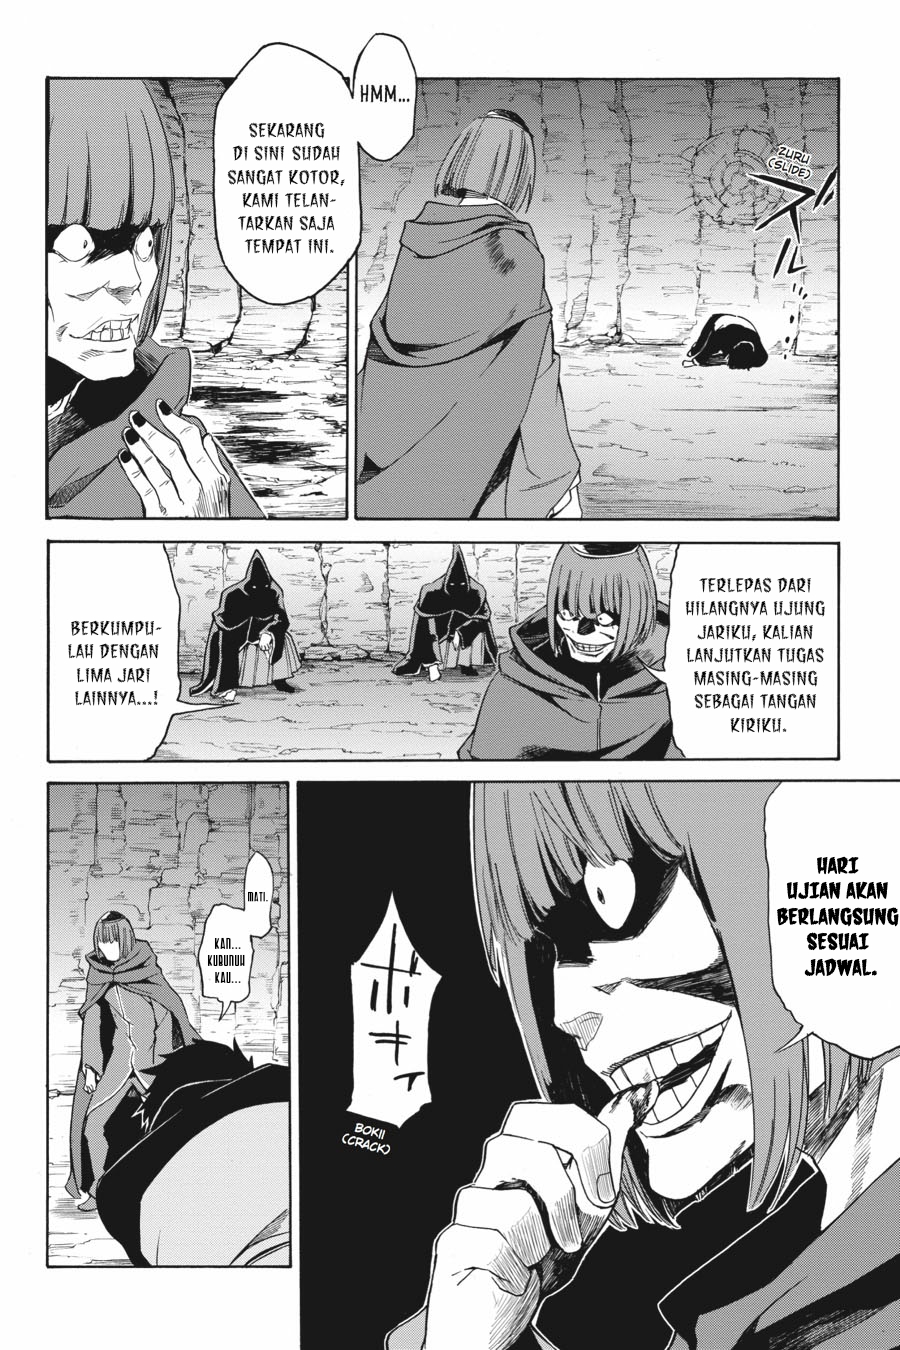 ZURU
(SLIDE)
ズル
HMM...
SEKARANG
DI SINI SUDAH
SANGAT KOTOR,
KAMI TELAN-
TARKAN SAJA
TEMPAT INI.
TERLEPAS DARI
HILANGNYA UJUNG
JARIKU, KALIAN
LANJUTKAN TUGAS
MASING-MASING
SEBAGAI TANGAN
KIRIKU.
BERKUMPU-
LAH DENGAN
LIMA JARI
LAINNYA...!
HARI
UJIAN AKAN
BERLANGSUNG
SESUAI
JADWAL.
ボキィ
BOKII
(CRACK)
MATI.
KAN...
KUBUNUH
KAU...